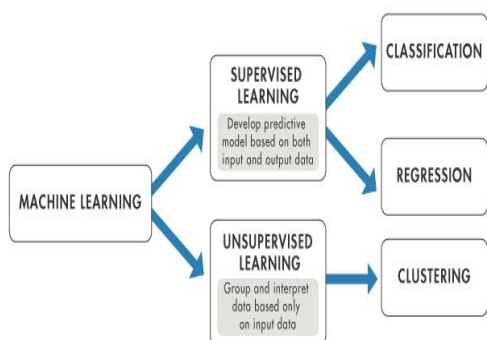 MACHINE LEARNING
SUPERVISED
LEARNING
Develop predictive
model based on both
input and output data
UNSUPERVISED
LEARNING
Group and interpret
data based only
on input data
CLASSIFICATION
REGRESSION
CLUSTERING